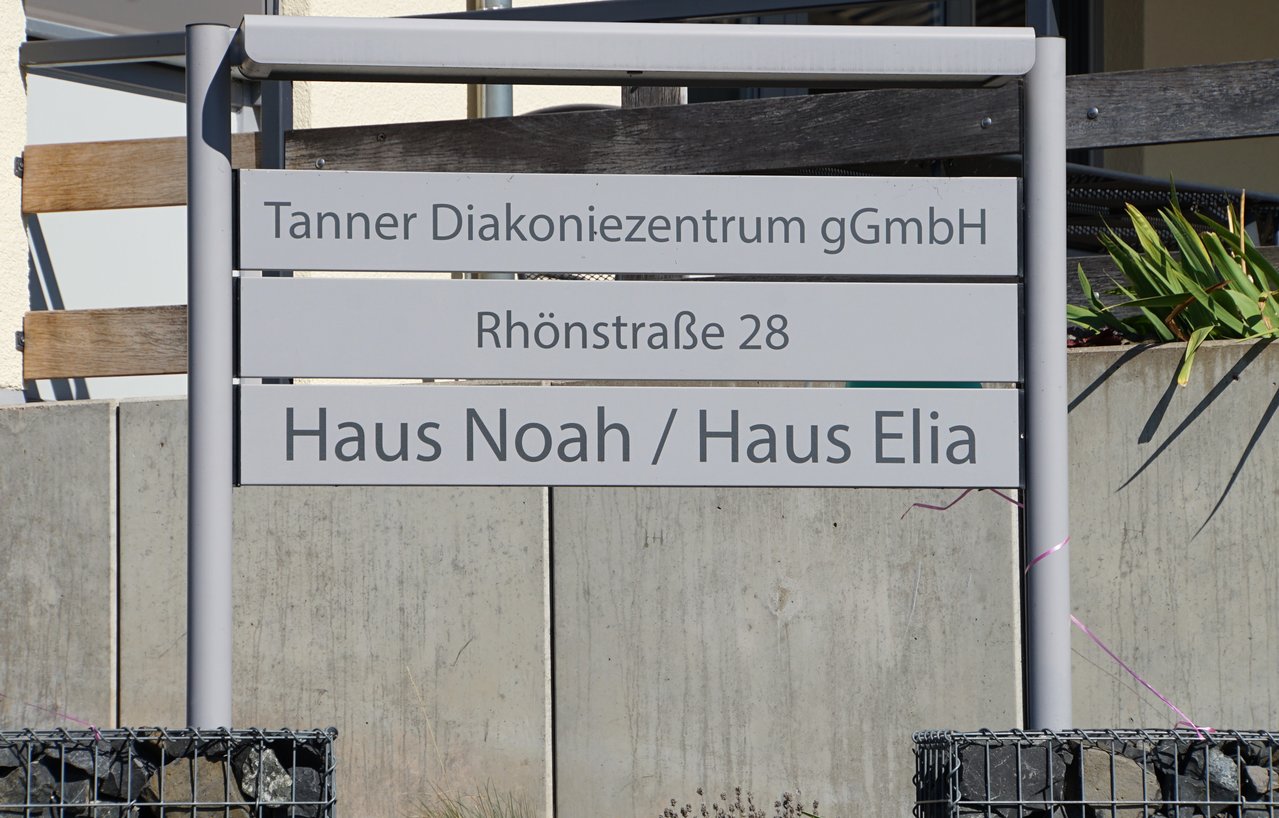 Tanner Diakoniezentrum gGmbH
Rhönstraße 28
Haus Noah / Haus Elia